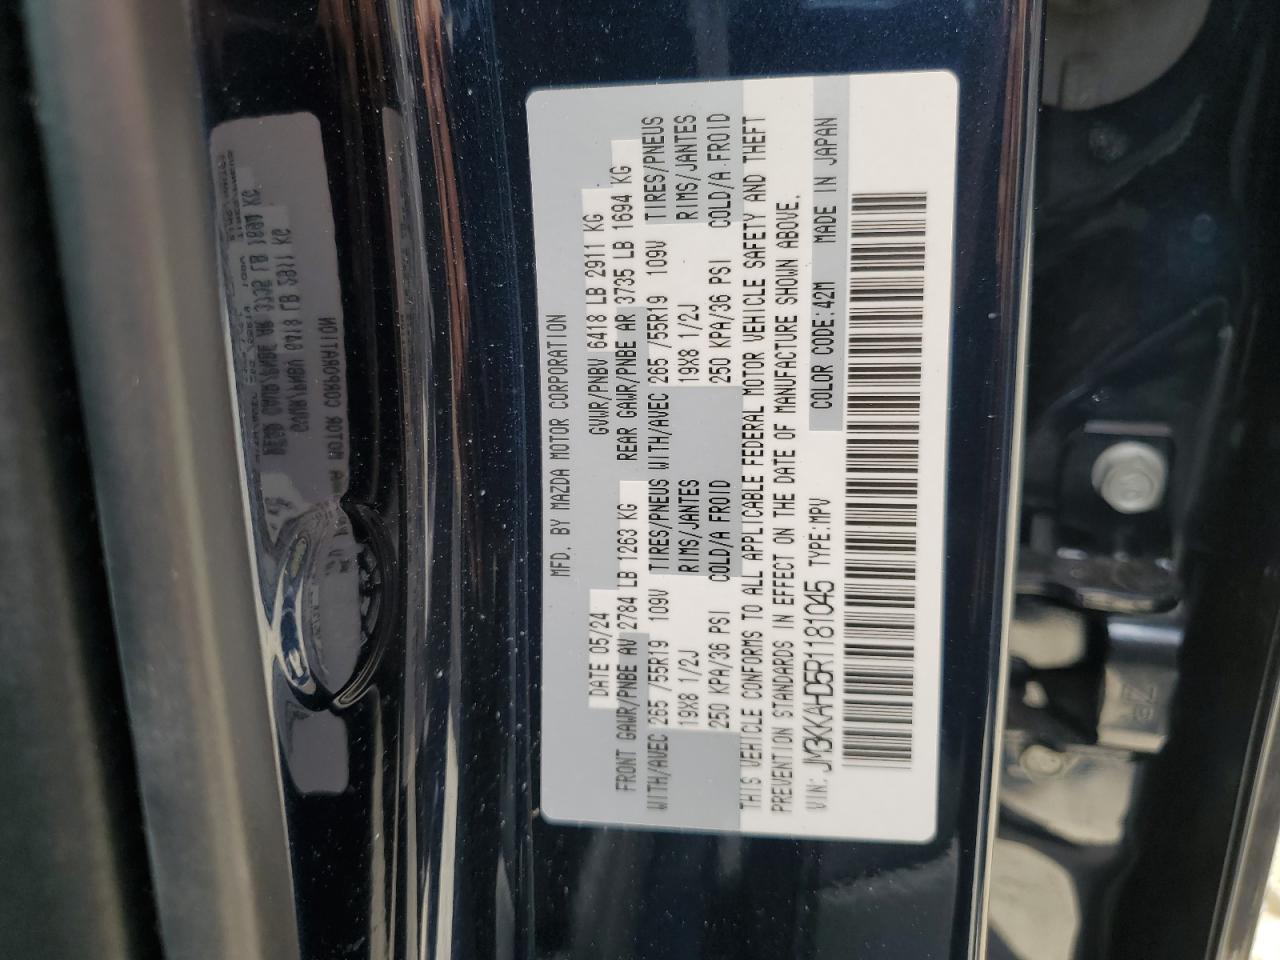 MFD. BY MAZDA MOTOR CORPORATION
DATE 05/24 GVWR/PNBV 6418 LB 2911 KG
FRONT GAWR/PNBE AV 2784 LB 1263 KG REAR GAWR/PNBE AR 3735 LB 1694 KG
WITH/AVEC 265 /55R19 109V TIRES/PNEUS WITH/AVEC 265 /55R19 109V TIRES/PNEUS
19X8 1/2J RIMS/JANTES 19X8 1/2J RIMS/JANTES
250 KPA/36 PSI COLD/A FROID 250 KPA/36 PSI COLD/A FROID
THIS VEHICLE CONFORMS TO ALL APPLICABLE FEDERAL MOTOR VEHICLE SAFETY AND THEFT
PREVENTION STANDARDS IN EFFECT ON THE DATE OF MANUFACTURE SHOWN ABOVE.
VIN: JM3KKAHD5R1181045 TYPE:MPV COLOR CODE:42M MADE IN JAPAN